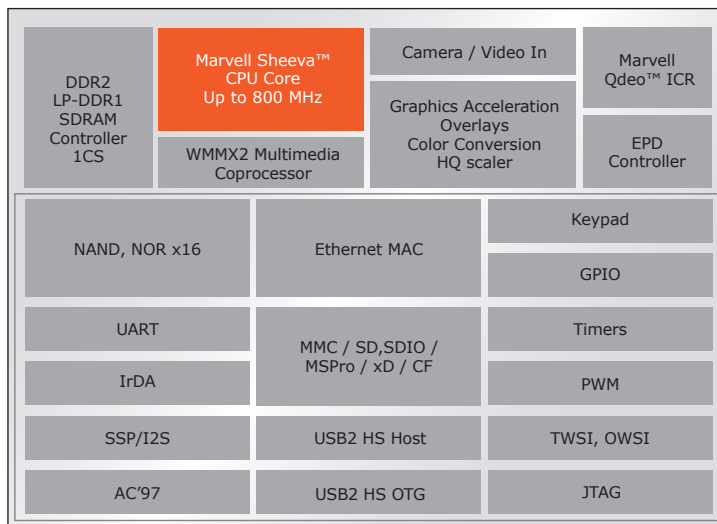 DDR2
LP-DDR1
SDRAM
Controller
1CS
Marvell Sheeva™
CPU Core
Up to 800 MHz
WMMX2 Multimedia
Coprocessor
Camera / Video In
Graphics Acceleration
Overlays
Color Conversion
HQ scaler
Marvell
Qdeo™ ICR
EPD
Controller
NAND, NOR x16
Ethernet MAC
Keypad
GPIO
UART
MMC / SD,SDIO /
MSPro / xD / CF
Timers
IrDA
PWM
SSP/I2S
USB2 HS Host
TWSI, OWSI
AC’97
USB2 HS OTG
JTAG